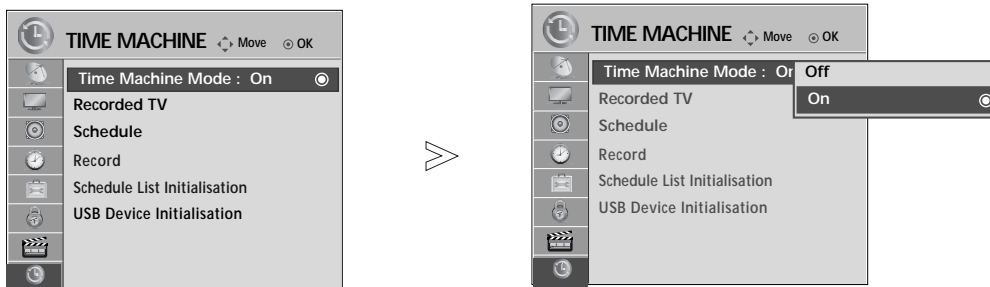 TIME MACHINE Move OK
Time Machine Mode : On
Recorded TV
Schedule
Record
Schedule List Initialisation
USB Device Initialisation
TIME MACHINE Move OK
Time Machine Mode : On
Off
Recorded TV
On
Schedule
Record
Schedule List Initialisation
USB Device Initialisation